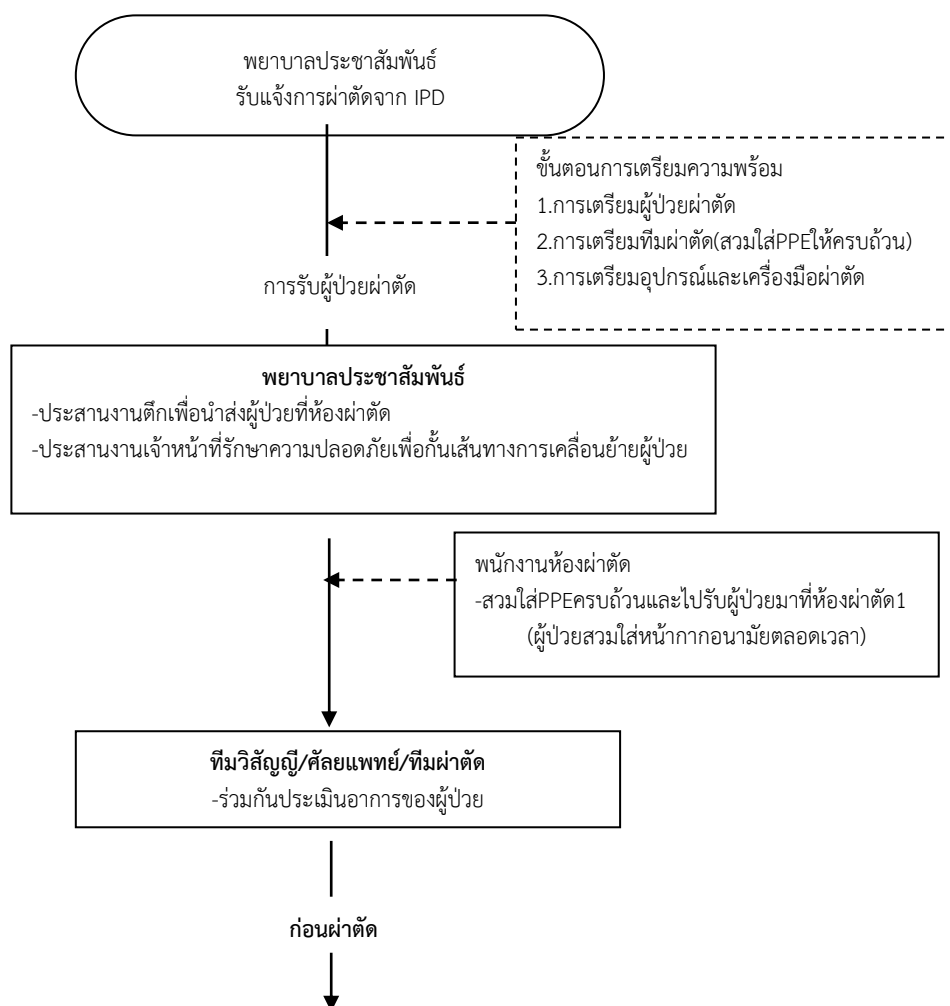 พยาบาลประชาสัมพันธ์
รับแจ้งการผ่าตัดจาก IPD
ขั้นตอนการเตรียมความพร้อม
1.การเตรียมผู้ป่วยผ่าตัด
2.การเตรียมทีมผ่าตัด(สวมใส่PPEให้ครบถ้วน)
3.การเตรียมอุปกรณ์และเครื่องมือผ่าตัด
การรับผู้ป่วยผ่าตัด
พยาบาลประชาสัมพันธ์
-ประสานงานตึกเพื่อนำส่งผู้ป่วยที่ห้องผ่าตัด
-ประสานงานเจ้าหน้าที่รักษาความปลอดภัยเพื่อกั้นเส้นทางการเคลื่อนย้ายผู้ป่วย
พนักงานห้องผ่าตัด
-สวมใส่PPEครบถ้วนและไปรับผู้ป่วยมาที่ห้องผ่าตัด1
(ผู้ป่วยสวมใส่หน้ากากอนามัยตลอดเวลา)
ทีมวิสัญญี/ศัลยแพทย์/ทีมผ่าตัด
-ร่วมกันประเมินอาการของผู้ป่วย
ก่อนผ่าตัด